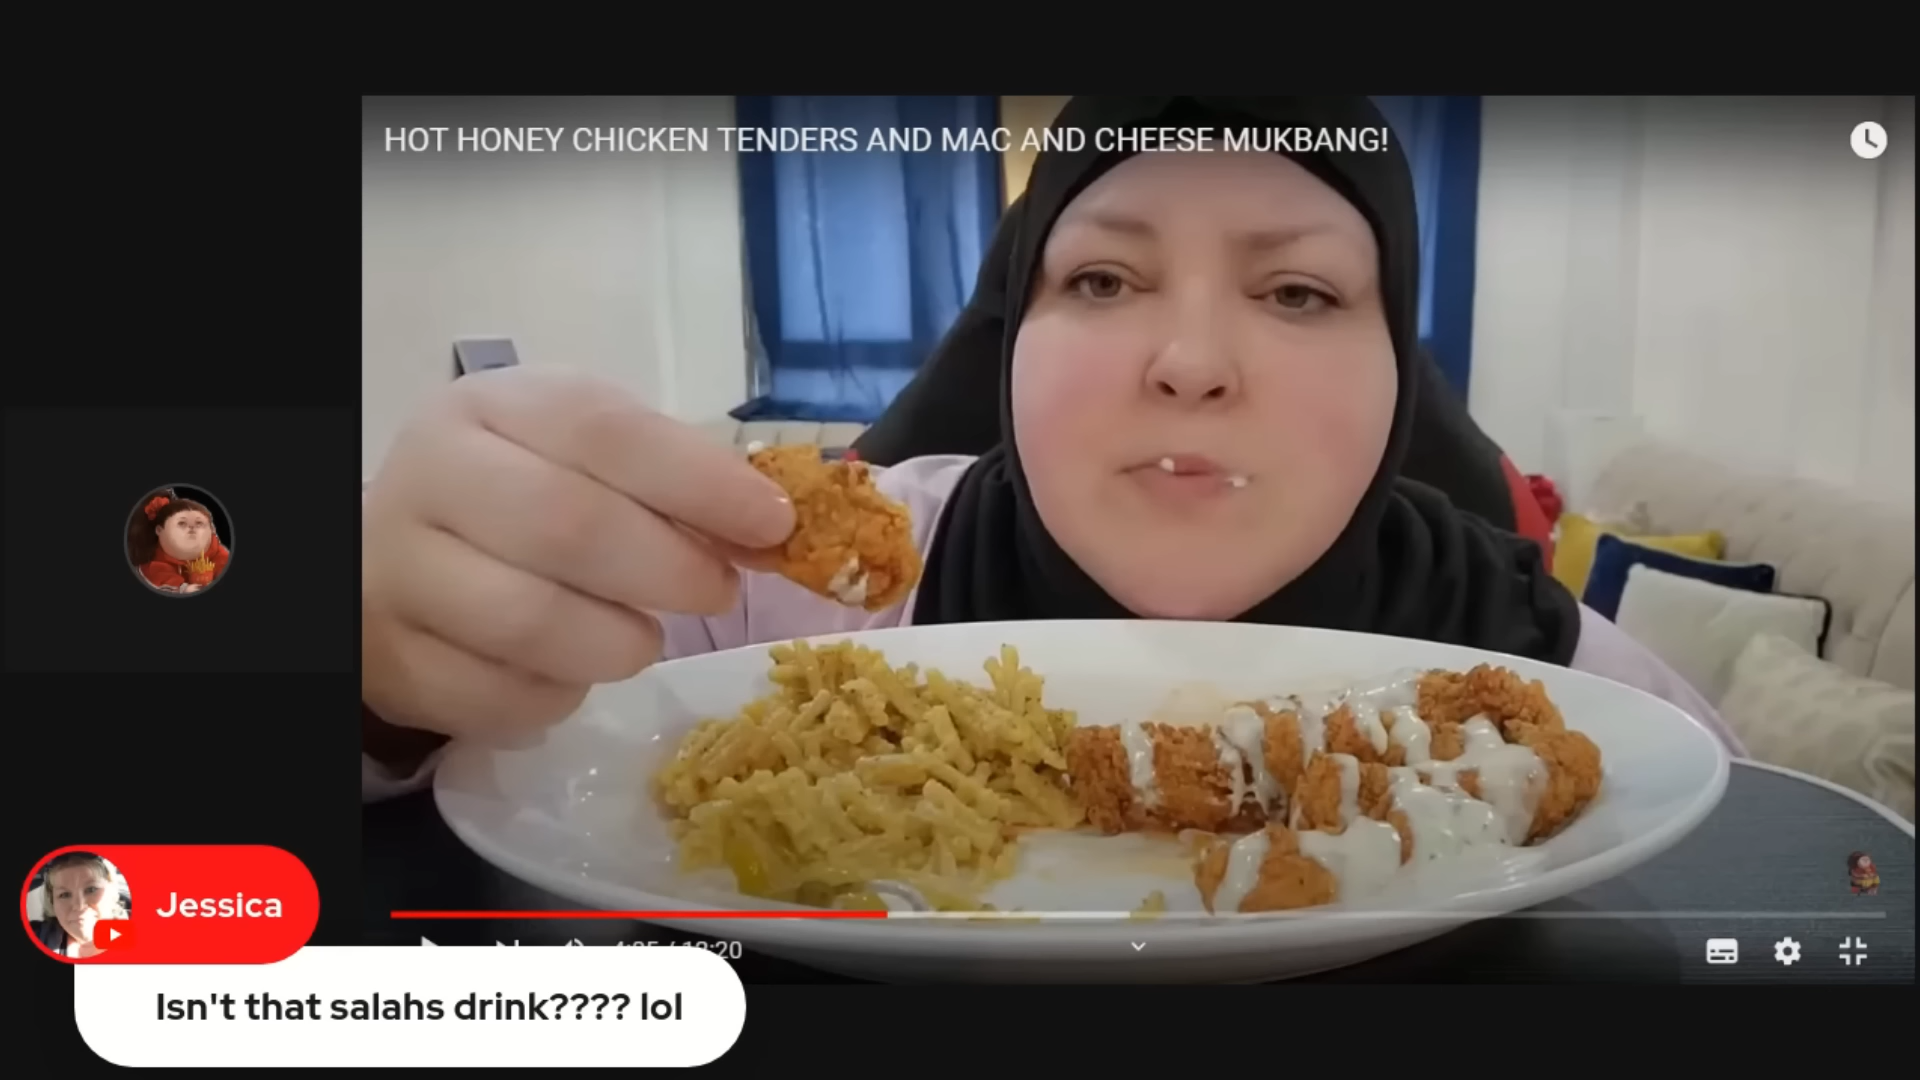 HOT HONEY CHICKEN TENDERS AND MAC AND CHEESE MUKBANG!
Jessica
Isn't that salahs drink???? lol